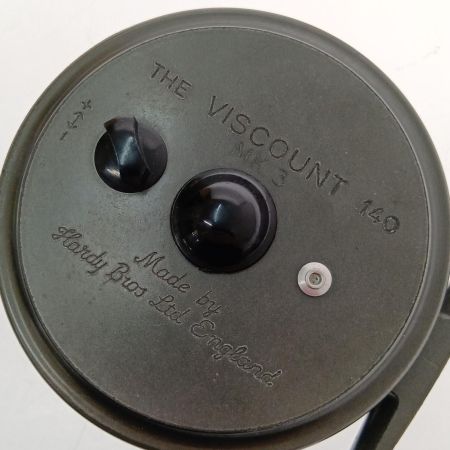 THE VISCOUNT 140
MK 3
+
-
Made by
Hardy Bros Ltd England